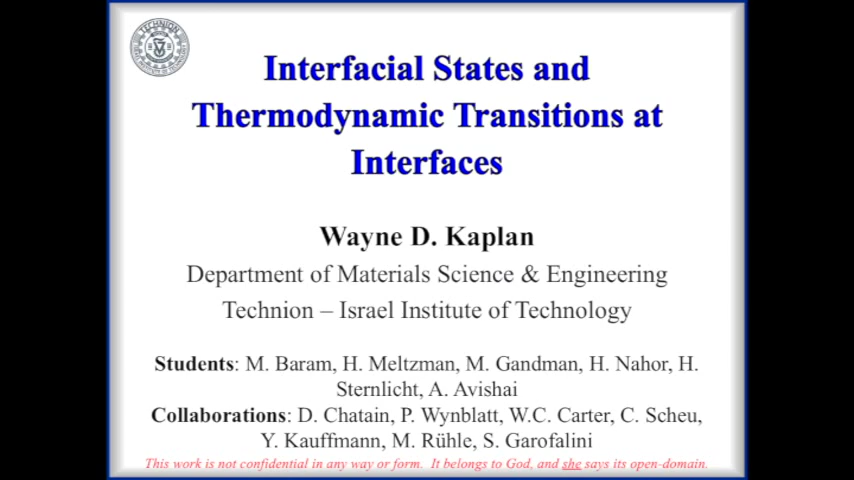 TECHNION
Interfacial States and
Thermodynamic Transitions at
Interfaces
Wayne D. Kaplan
Department of Materials Science & Engineering
Technion – Israel Institute of Technology
Students: M. Baram, H. Meltzman, M. Gandman, H. Nahor, H.
Sternlicht, A. Avishai
Collaborations: D. Chatain, P. Wynblatt, W.C. Carter, C. Scheu,
Y. Kauffmann, M. Rühle, S. Garofalini
This work is not confidential in any way or form. It belongs to God, and she says its open-domain.